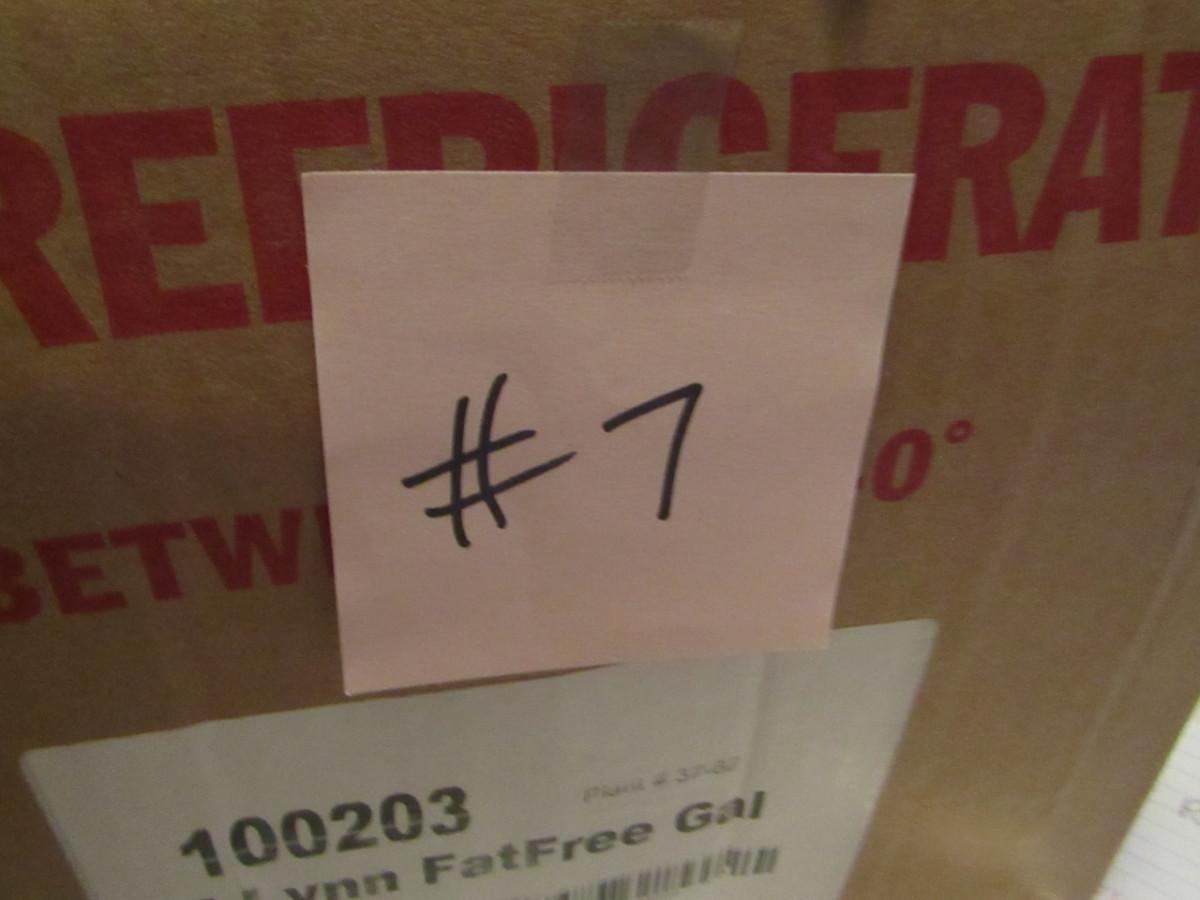 REFRIGERAT
# 7
BETW 0°
Plant # 37-82
100203
Lynn FatFree Gal